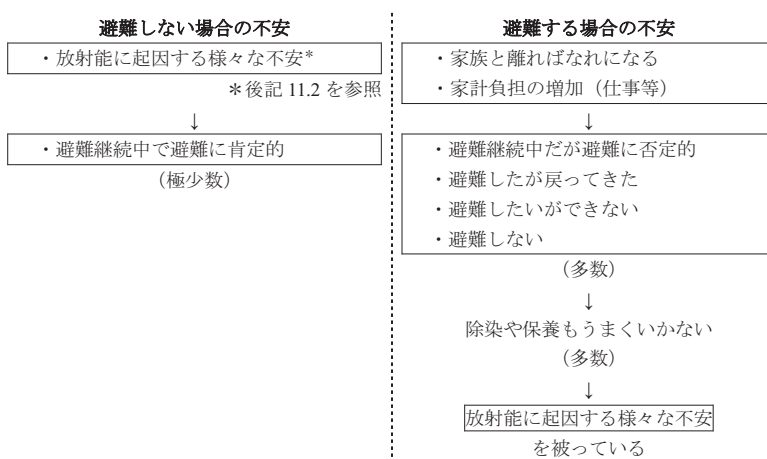 避難しない場合の不安
・放射能に起因する様々な不安*
＊後記 11.2 を参照
↓
・避難継続中で避難に肯定的
（極少数）
避難する場合の不安
・家族と離ればなれになる
・家計負担の増加（仕事等）
↓
・避難継続中だが避難に否定的
・避難したが戻ってきた
・避難したいができない
・避難しない
（多数）
↓
除染や保養もうまくいかない
（多数）
↓
放射能に起因する様々な不安
を被っている